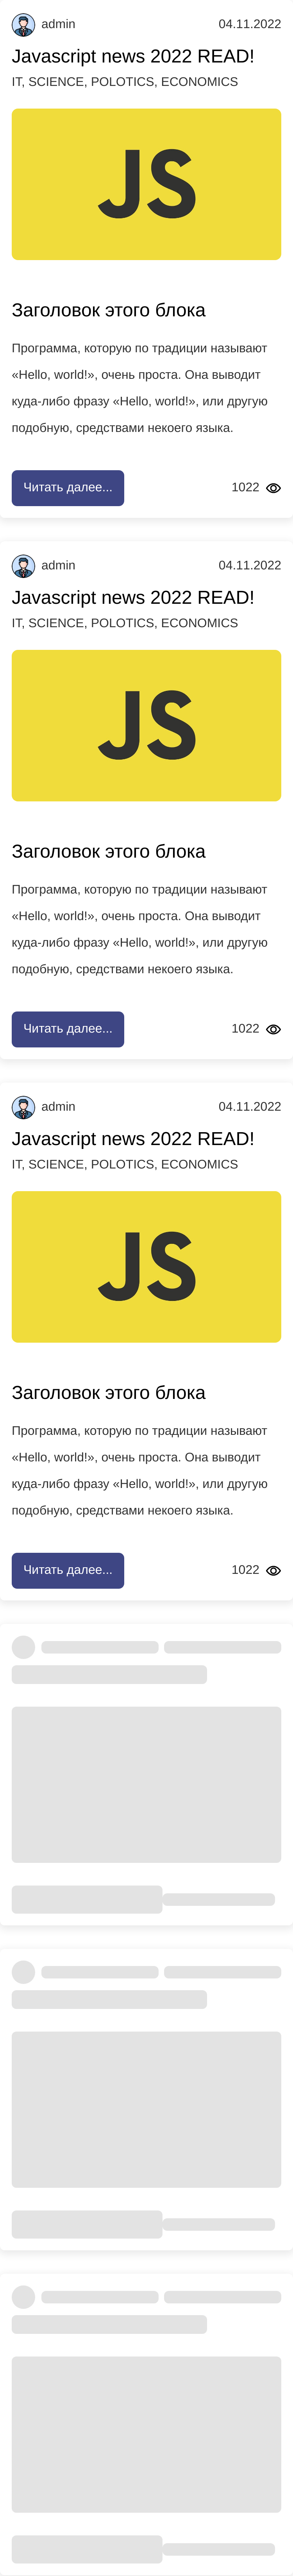 admin 04.11.2022
Javascript news 2022 READ!
IT, SCIENCE, POLOTICS, ECONOMICS
JS
Заголовок этого блока
Программа, которую по традиции называют
«Hello, world!», очень проста. Она выводит
куда-либо фразу «Hello, world!», или другую
подобную, средствами некоего языка.
Читать далее... 1022
admin 04.11.2022
Javascript news 2022 READ!
IT, SCIENCE, POLOTICS, ECONOMICS
JS
Заголовок этого блока
Программа, которую по традиции называют
«Hello, world!», очень проста. Она выводит
куда-либо фразу «Hello, world!», или другую
подобную, средствами некоего языка.
Читать далее... 1022
admin 04.11.2022
Javascript news 2022 READ!
IT, SCIENCE, POLOTICS, ECONOMICS
JS
Заголовок этого блока
Программа, которую по традиции называют
«Hello, world!», очень проста. Она выводит
куда-либо фразу «Hello, world!», или другую
подобную, средствами некоего языка.
Читать далее... 1022